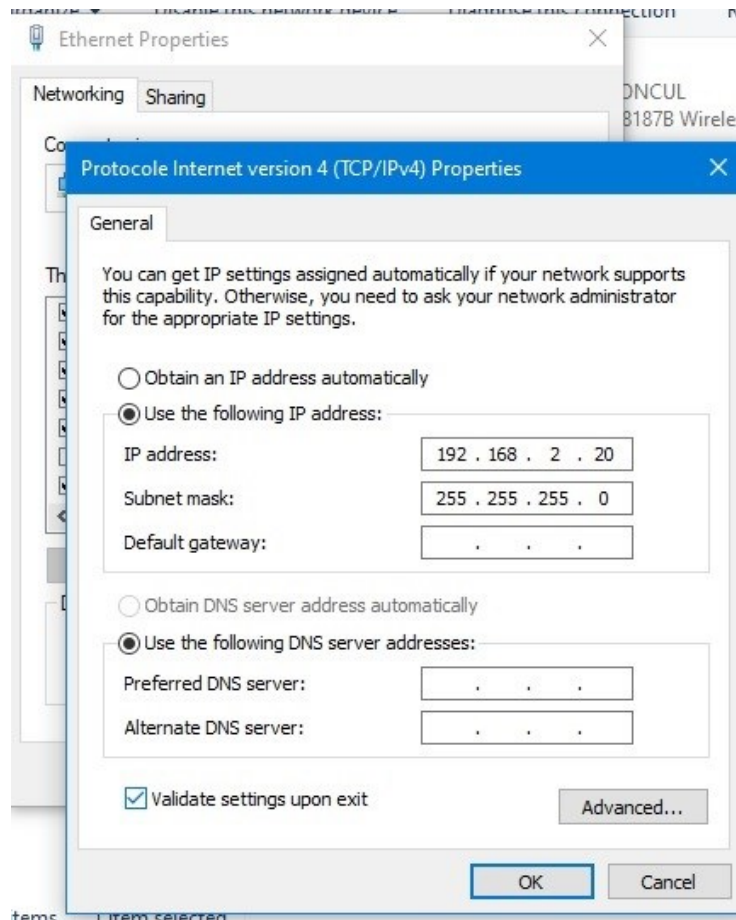 Ethernet Properties
Networking
Sharing
ONCUL
8187B Wirele
Protocole Internet version 4 (TCP/IPv4) Properties
General
You can get IP settings assigned automatically if your network supports
this capability. Otherwise, you need to ask your network administrator
for the appropriate IP settings.
Obtain an IP address automatically
Use the following IP address:
IP address:
192 . 168 . 2 . 20
Subnet mask:
255 . 255 . 255 . 0
Default gateway:
. . .
Obtain DNS server address automatically
Use the following DNS server addresses:
Preferred DNS server:
. . .
Alternate DNS server:
. . .
Validate settings upon exit
Advanced...
OK
Cancel